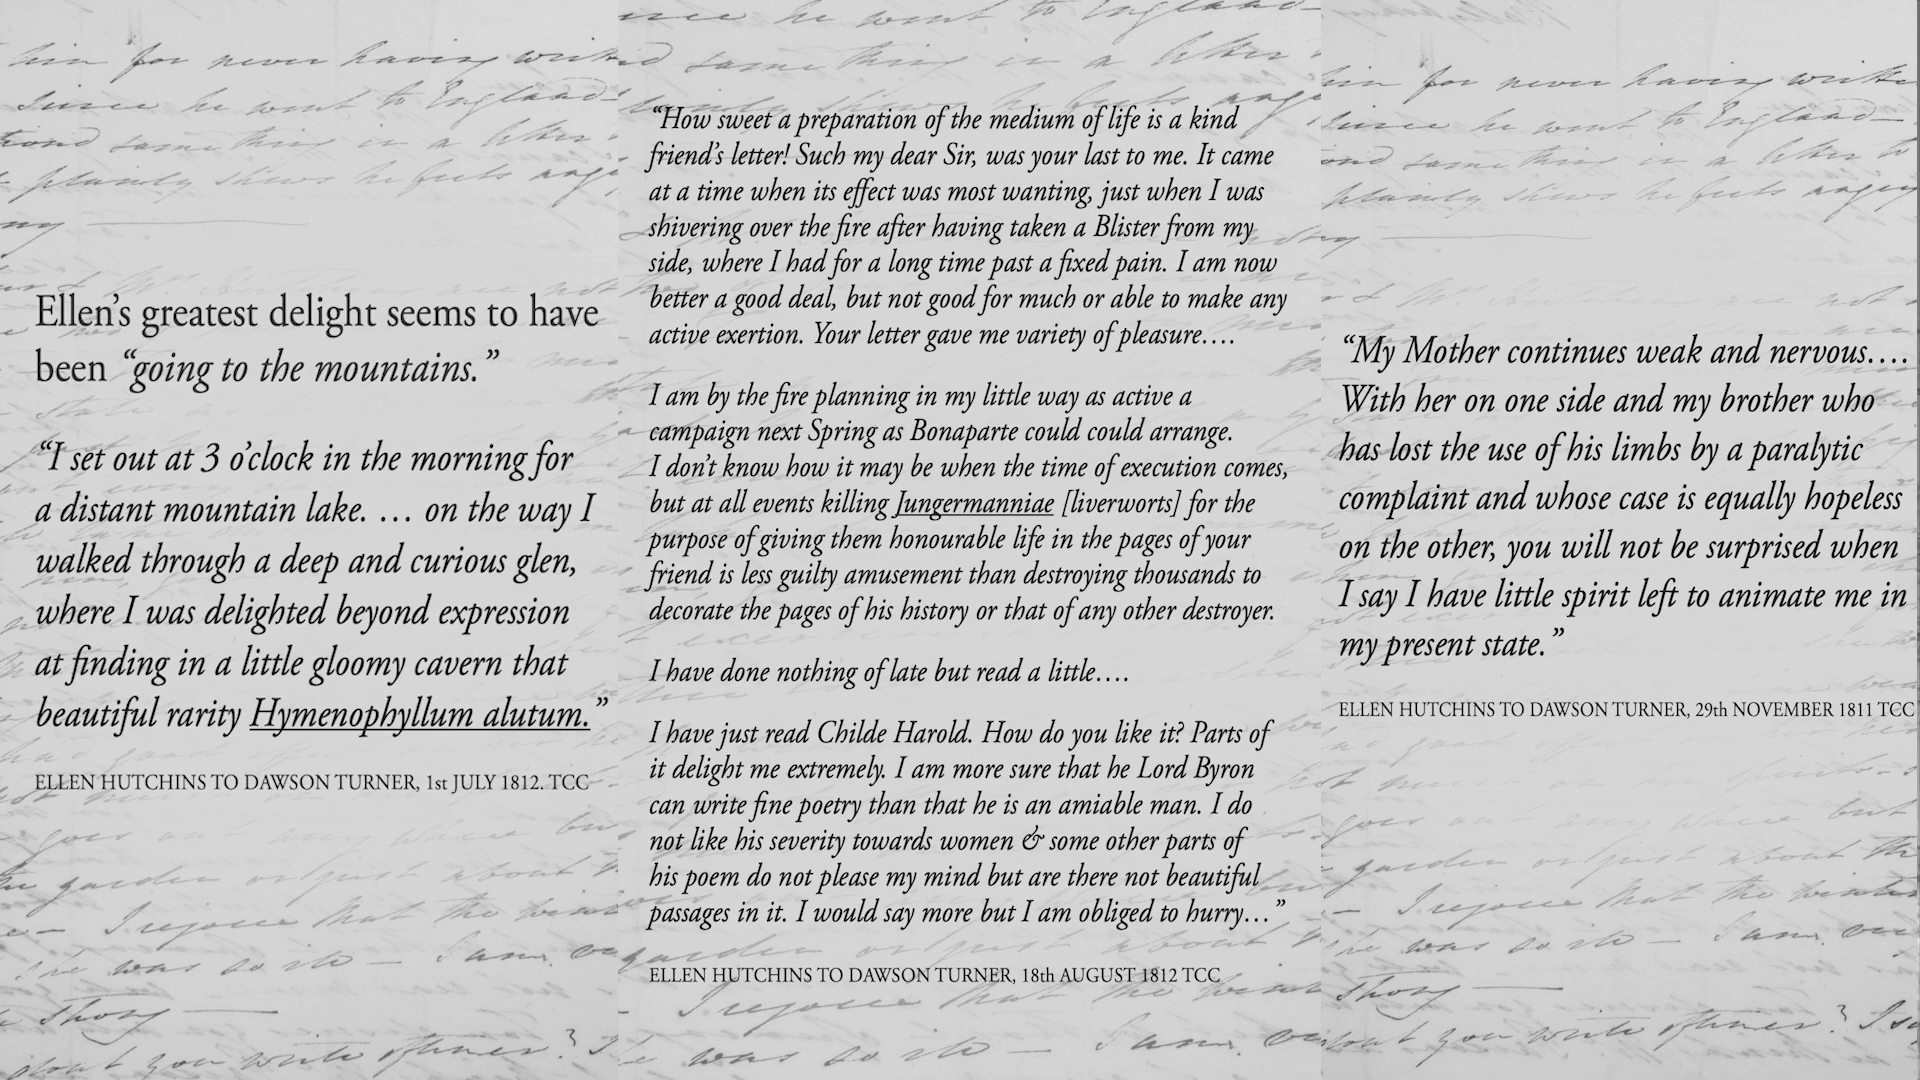 Ellen’s greatest delight seems to have
been “going to the mountains.”
“I set out at 3 o’clock in the morning for
a distant mountain lake. … on the way I
walked through a deep and curious glen,
where I was delighted beyond expression
at finding in a little gloomy cavern that
beautiful rarity Hymenophyllum alutum.”
ELLEN HUTCHINS TO DAWSON TURNER, 1st JULY 1812. TCC
“How sweet a preparation of the medium of life is a kind
friend’s letter! Such my dear Sir, was your last to me. It came
at a time when its effect was most wanting, just when I was
shivering over the fire after having taken a Blister from my
side, where I had for a long time past a fixed pain. I am now
better a good deal, but not good for much or able to make any
active exertion. Your letter gave me variety of pleasure….
I am by the fire planning in my little way as active a
campaign next Spring as Bonaparte could could arrange.
I don’t know how it may be when the time of execution comes,
but at all events killing Jungermanniae [liverworts] for the
purpose of giving them honourable life in the pages of your
friend is less guilty amusement than destroying thousands to
decorate the pages of his history or that of any other destroyer.
I have done nothing of late but read a little….
I have just read Childe Harold. How do you like it? Parts of
it delight me extremely. I am more sure that he Lord Byron
can write fine poetry than that he is an amiable man. I do
not like his severity towards women & some other parts of
his poem do not please my mind but are there not beautiful
passages in it. I would say more but I am obliged to hurry…”
ELLEN HUTCHINS TO DAWSON TURNER, 18th AUGUST 1812 TCC
“My Mother continues weak and nervous….
With her on one side and my brother who
has lost the use of his limbs by a paralytic
complaint and whose case is equally hopeless
on the other, you will not be surprised when
I say I have little spirit left to animate me in
my present state.”
ELLEN HUTCHINS TO DAWSON TURNER, 29th NOVEMBER 1811 TCC